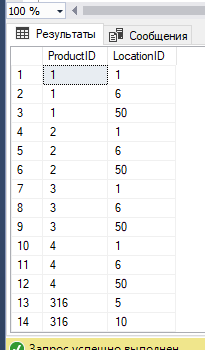 100 %
Результаты Сообщения
ProductID LocationID
1 1 1
2 1 6
3 1 50
4 2 1
5 2 6
6 2 50
7 3 1
8 3 6
9 3 50
10 4 1
11 4 6
12 4 50
13 316 5
14 316 10
Запрос успешно выполнен